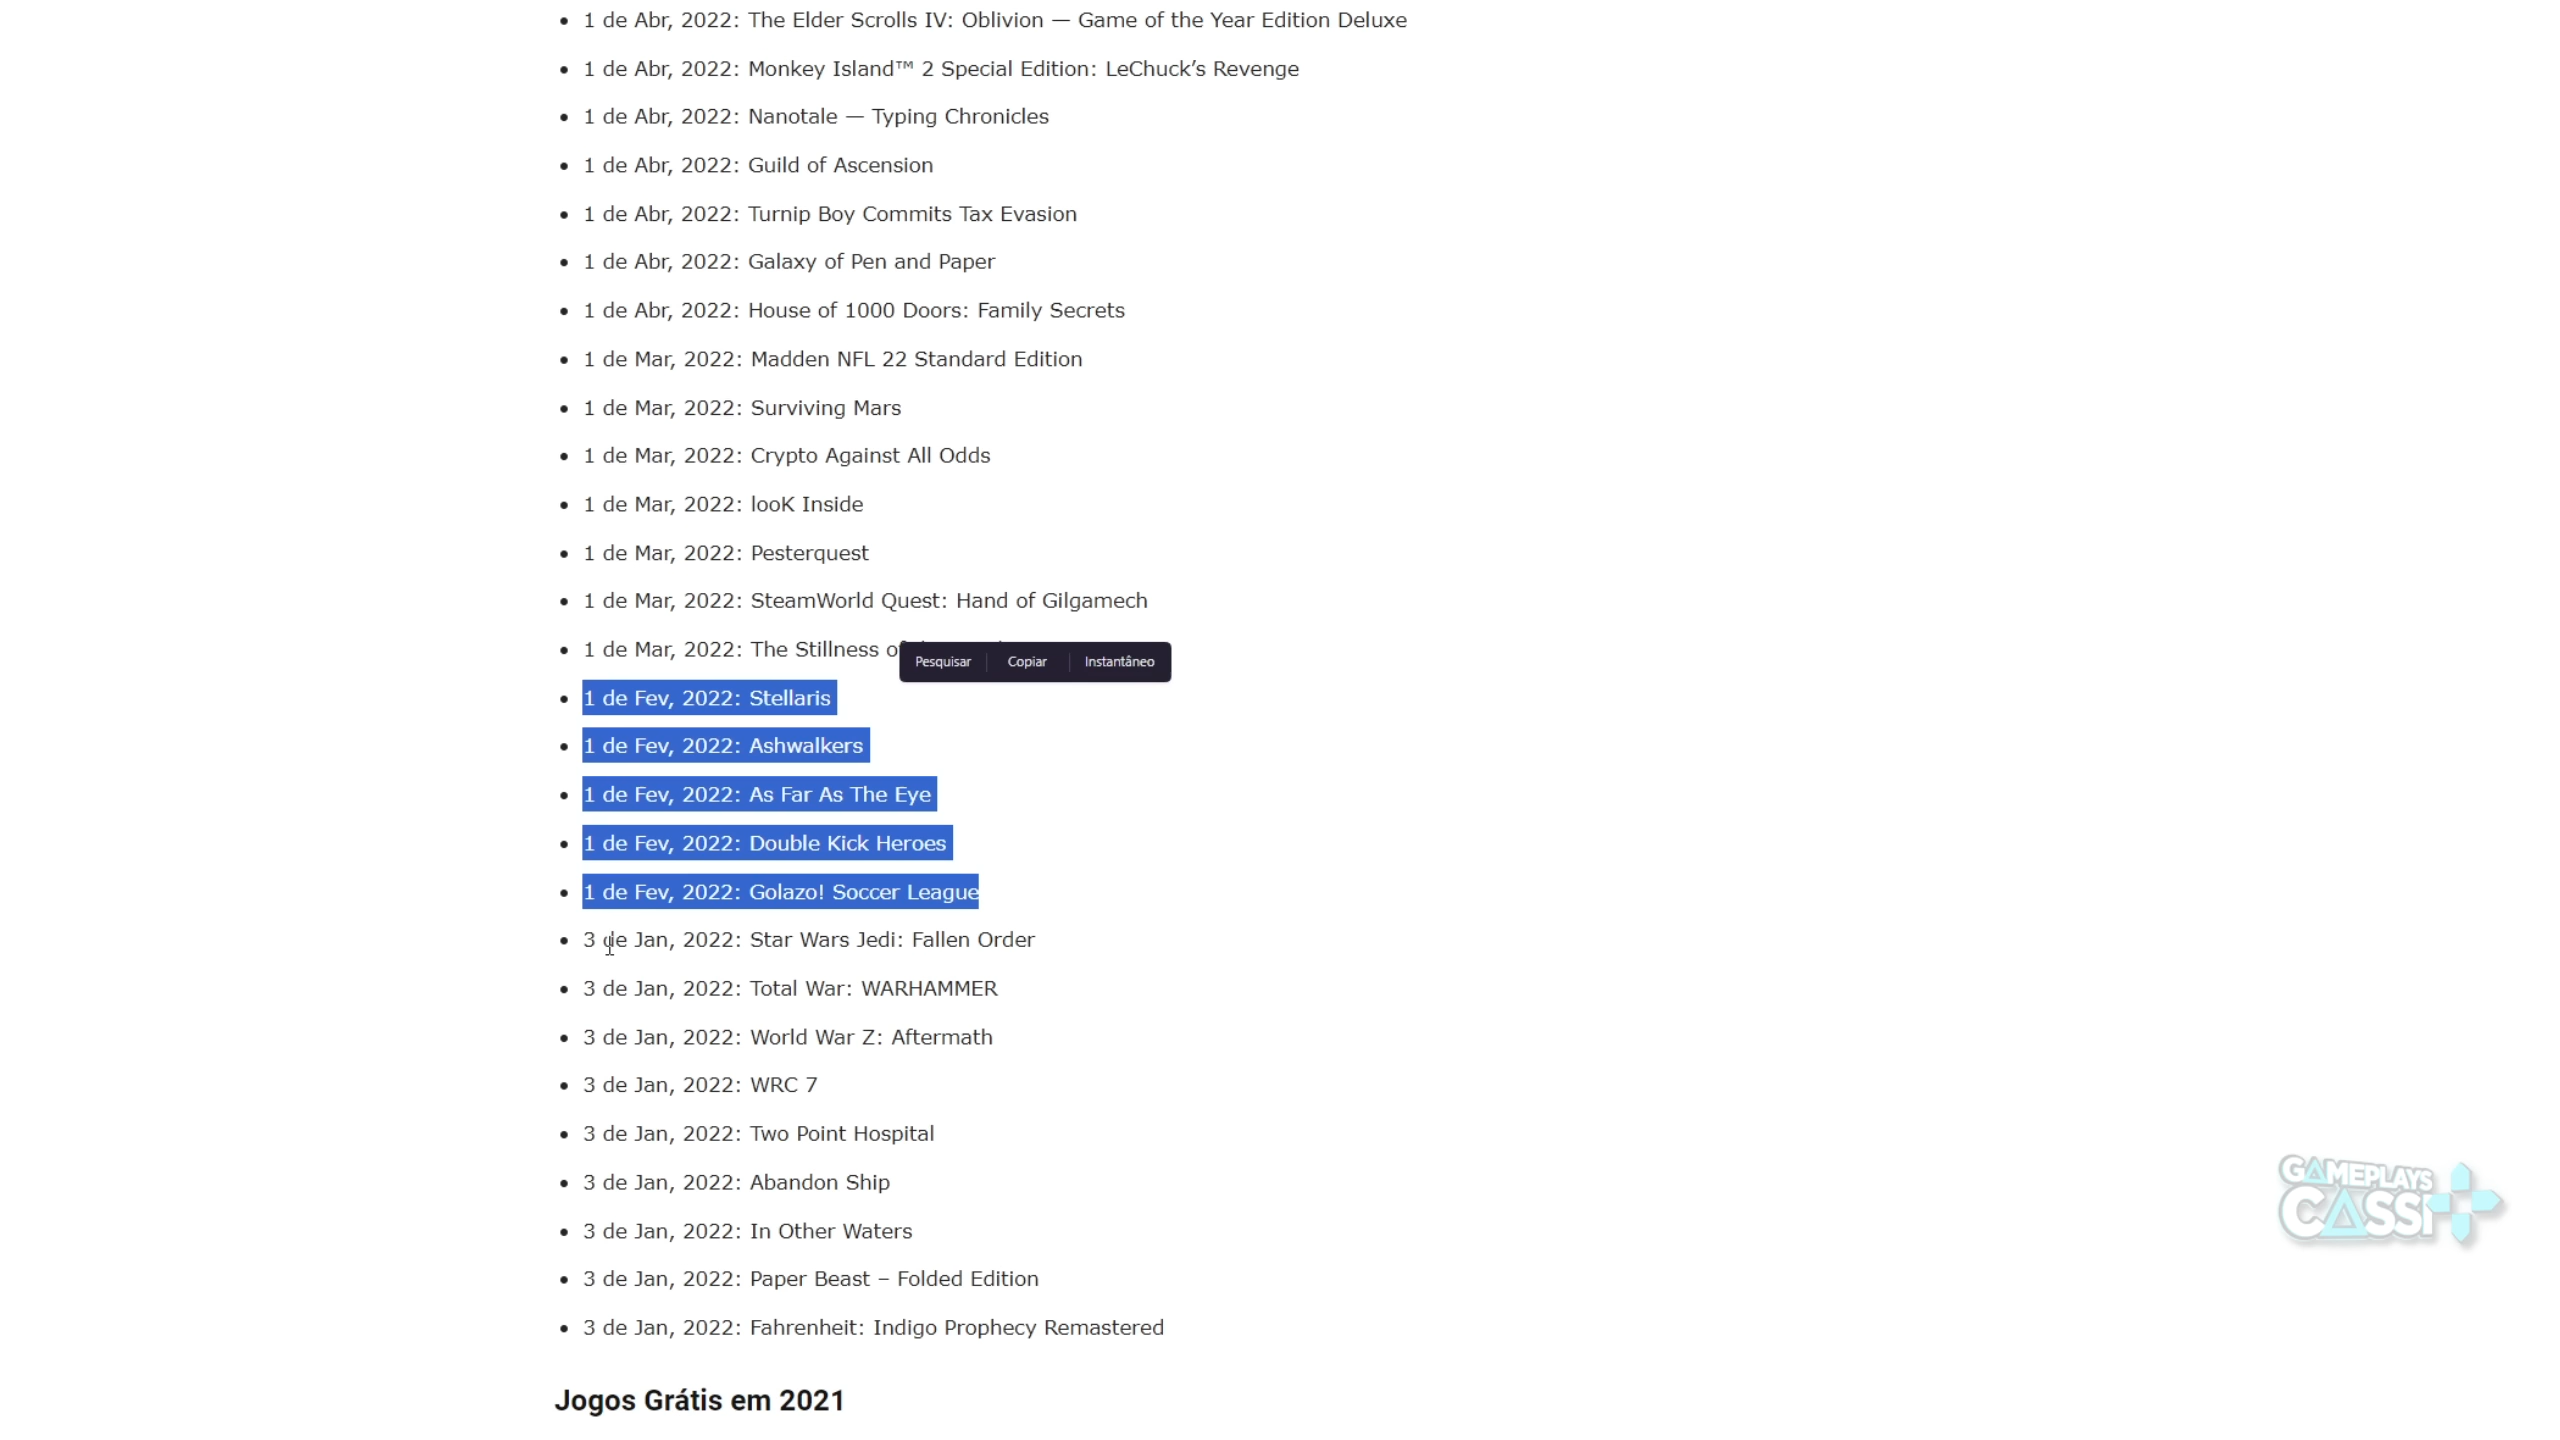 1 de Abr, 2022: The Elder Scrolls IV: Oblivion — Game of the Year Edition Deluxe
1 de Abr, 2022: Monkey Island™ 2 Special Edition: LeChuck’s Revenge
1 de Abr, 2022: Nanotale — Typing Chronicles
1 de Abr, 2022: Guild of Ascension
1 de Abr, 2022: Turnip Boy Commits Tax Evasion
1 de Abr, 2022: Galaxy of Pen and Paper
1 de Abr, 2022: House of 1000 Doors: Family Secrets
1 de Mar, 2022: Madden NFL 22 Standard Edition
1 de Mar, 2022: Surviving Mars
1 de Mar, 2022: Crypto Against All Odds
1 de Mar, 2022: looK Inside
1 de Mar, 2022: Pesterquest
1 de Mar, 2022: SteamWorld Quest: Hand of Gilgamech
1 de Mar, 2022: The Stillness of
Pesquisar Copiar Instantâneo
1 de Fev, 2022: Stellaris
1 de Fev, 2022: Ashwalkers
1 de Fev, 2022: As Far As The Eye
1 de Fev, 2022: Double Kick Heroes
1 de Fev, 2022: Golazo! Soccer League
3 de Jan, 2022: Star Wars Jedi: Fallen Order
3 de Jan, 2022: Total War: WARHAMMER
3 de Jan, 2022: World War Z: Aftermath
3 de Jan, 2022: WRC 7
3 de Jan, 2022: Two Point Hospital
3 de Jan, 2022: Abandon Ship
3 de Jan, 2022: In Other Waters
3 de Jan, 2022: Paper Beast – Folded Edition
3 de Jan, 2022: Fahrenheit: Indigo Prophecy Remastered
Jogos Grátis em 2021
GAMEPLAYS
CASSI